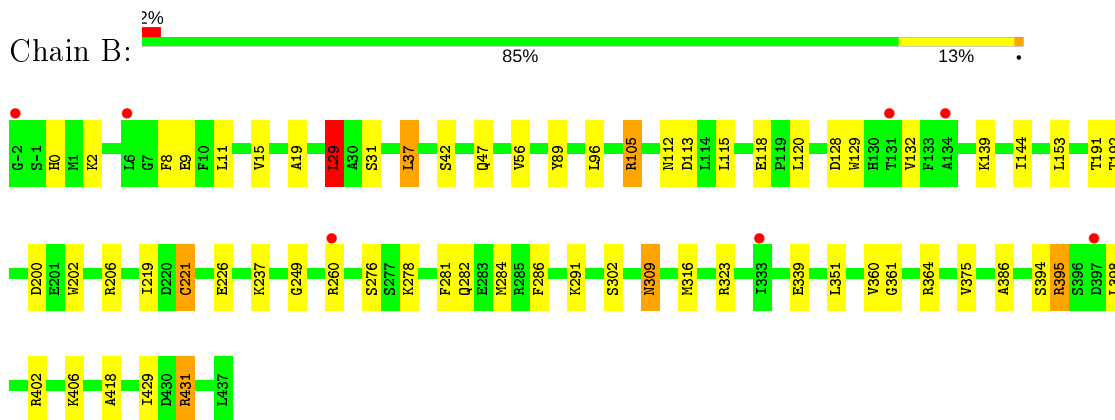 2%
Chain B:
85% 13% •
G-2 S-1 H0 M1 K2 L6 G7 F8 E9 F10 L11 V15 A19 L29 A30 S31 L37 S42 Q47 V56 Y89 L96 R105 N112 D113 L114 L115 E118 P119 L120 D128 W129 H130 T131 V132 F133 A134 K139 I144 L153 T191 T192
D200 E201 W202 R206 I219 D220 C221 E226 K237 G249 R260 S276 S277 K278 F281 Q282 E283 M284 R285 F286 K291 S302 N309 M316 R323 I333 E339 L351 V360 G361 R364 V375 A386 S394 R395 S396 D397 L398
R402 K406 A418 I429 D430 R431 L437